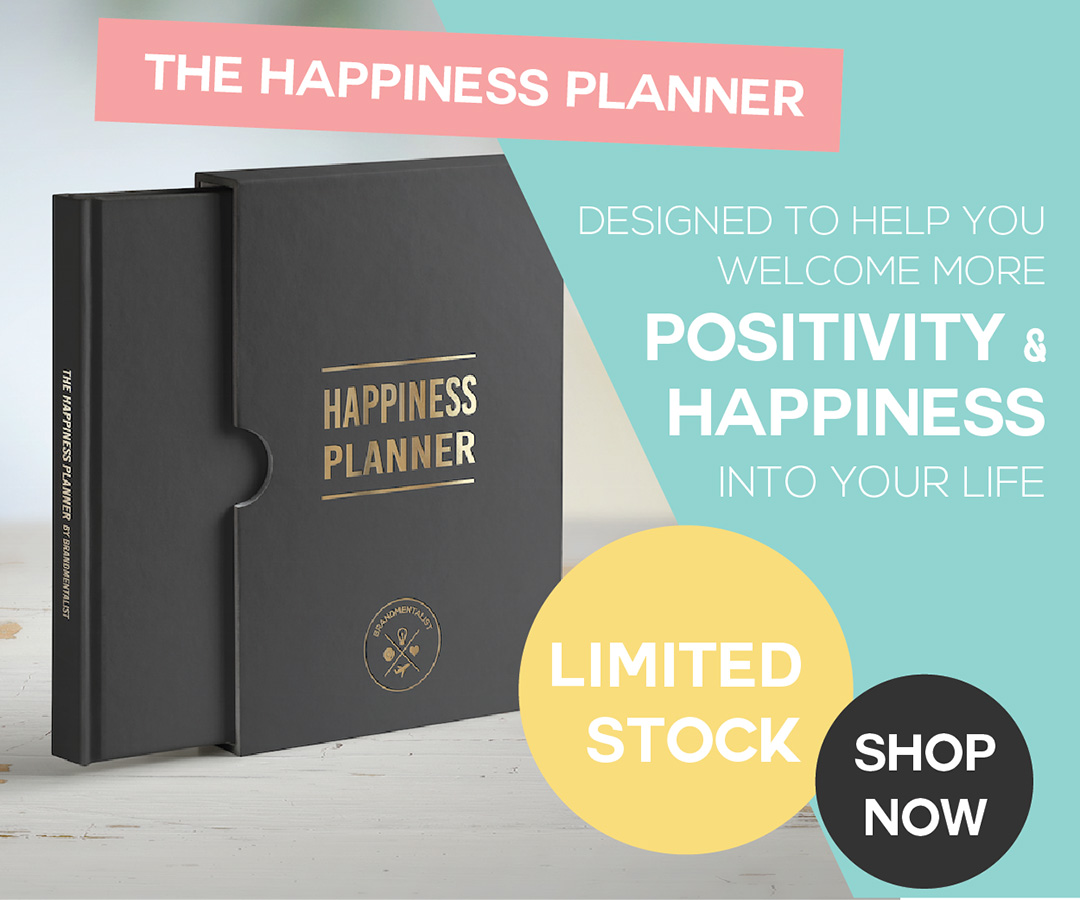 THE HAPPINESS PLANNER
DESIGNED TO HELP YOU
WELCOME MORE
POSITIVITY &
HAPPINESS
INTO YOUR LIFE
HAPPINESS
PLANNER
THE HAPPINESS PLANNER BY BRANDMENTALIST
BRANDMENTALIST
LIMITED
STOCK
SHOP
NOW